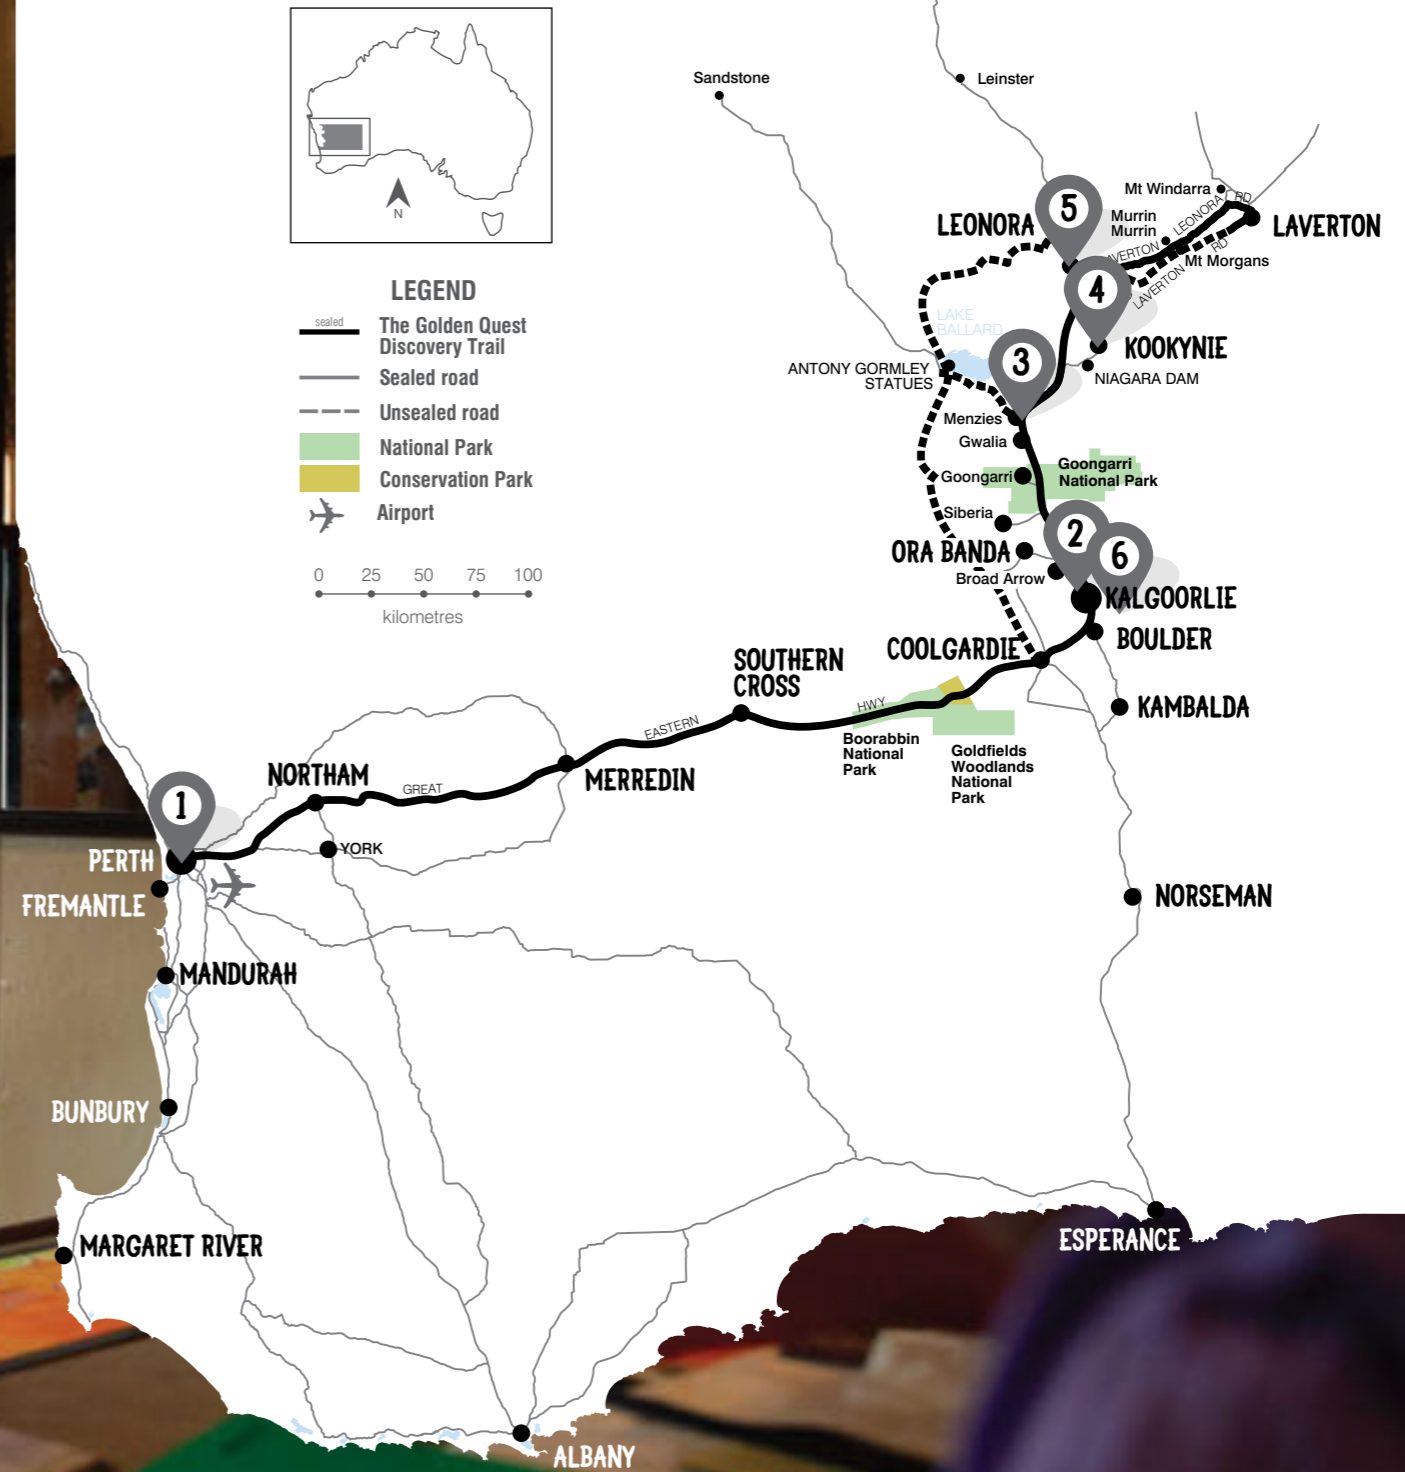 N
LEGEND
sealed
The Golden Quest
Discovery Trail
Sealed road
Unsealed road
National Park
Conservation Park
Airport
0 25 50 75 100
kilometres
Sandstone
Leinster
Mt Windarra
5
LEONORA
Murrin
Murrin
LEONORA RD
LAVERTON
Mt Morgans
LAVERTON RD
4
LAKE
BALLARD
KOOKYNIE
3
ANTONY GORMLEY
STATUES
NIAGARA DAM
Menzies
Gwalia
Goongarri
National Park
Goongarri
Siberia
2
6
ORA BANDA
Broad Arrow
KALGOORLIE
BOULDER
COOLGARDIE
SOUTHERN
CROSS
KAMBALDA
HWY
EASTERN
Boorabbin
National
Park
Goldfields
Woodlands
National
Park
NORTHAM
MERREDIN
GREAT
1
YORK
PERTH
FREMANTLE
NORSEMAN
MANDURAH
BUNBURY
MARGARET RIVER
ESPERANCE
ALBANY